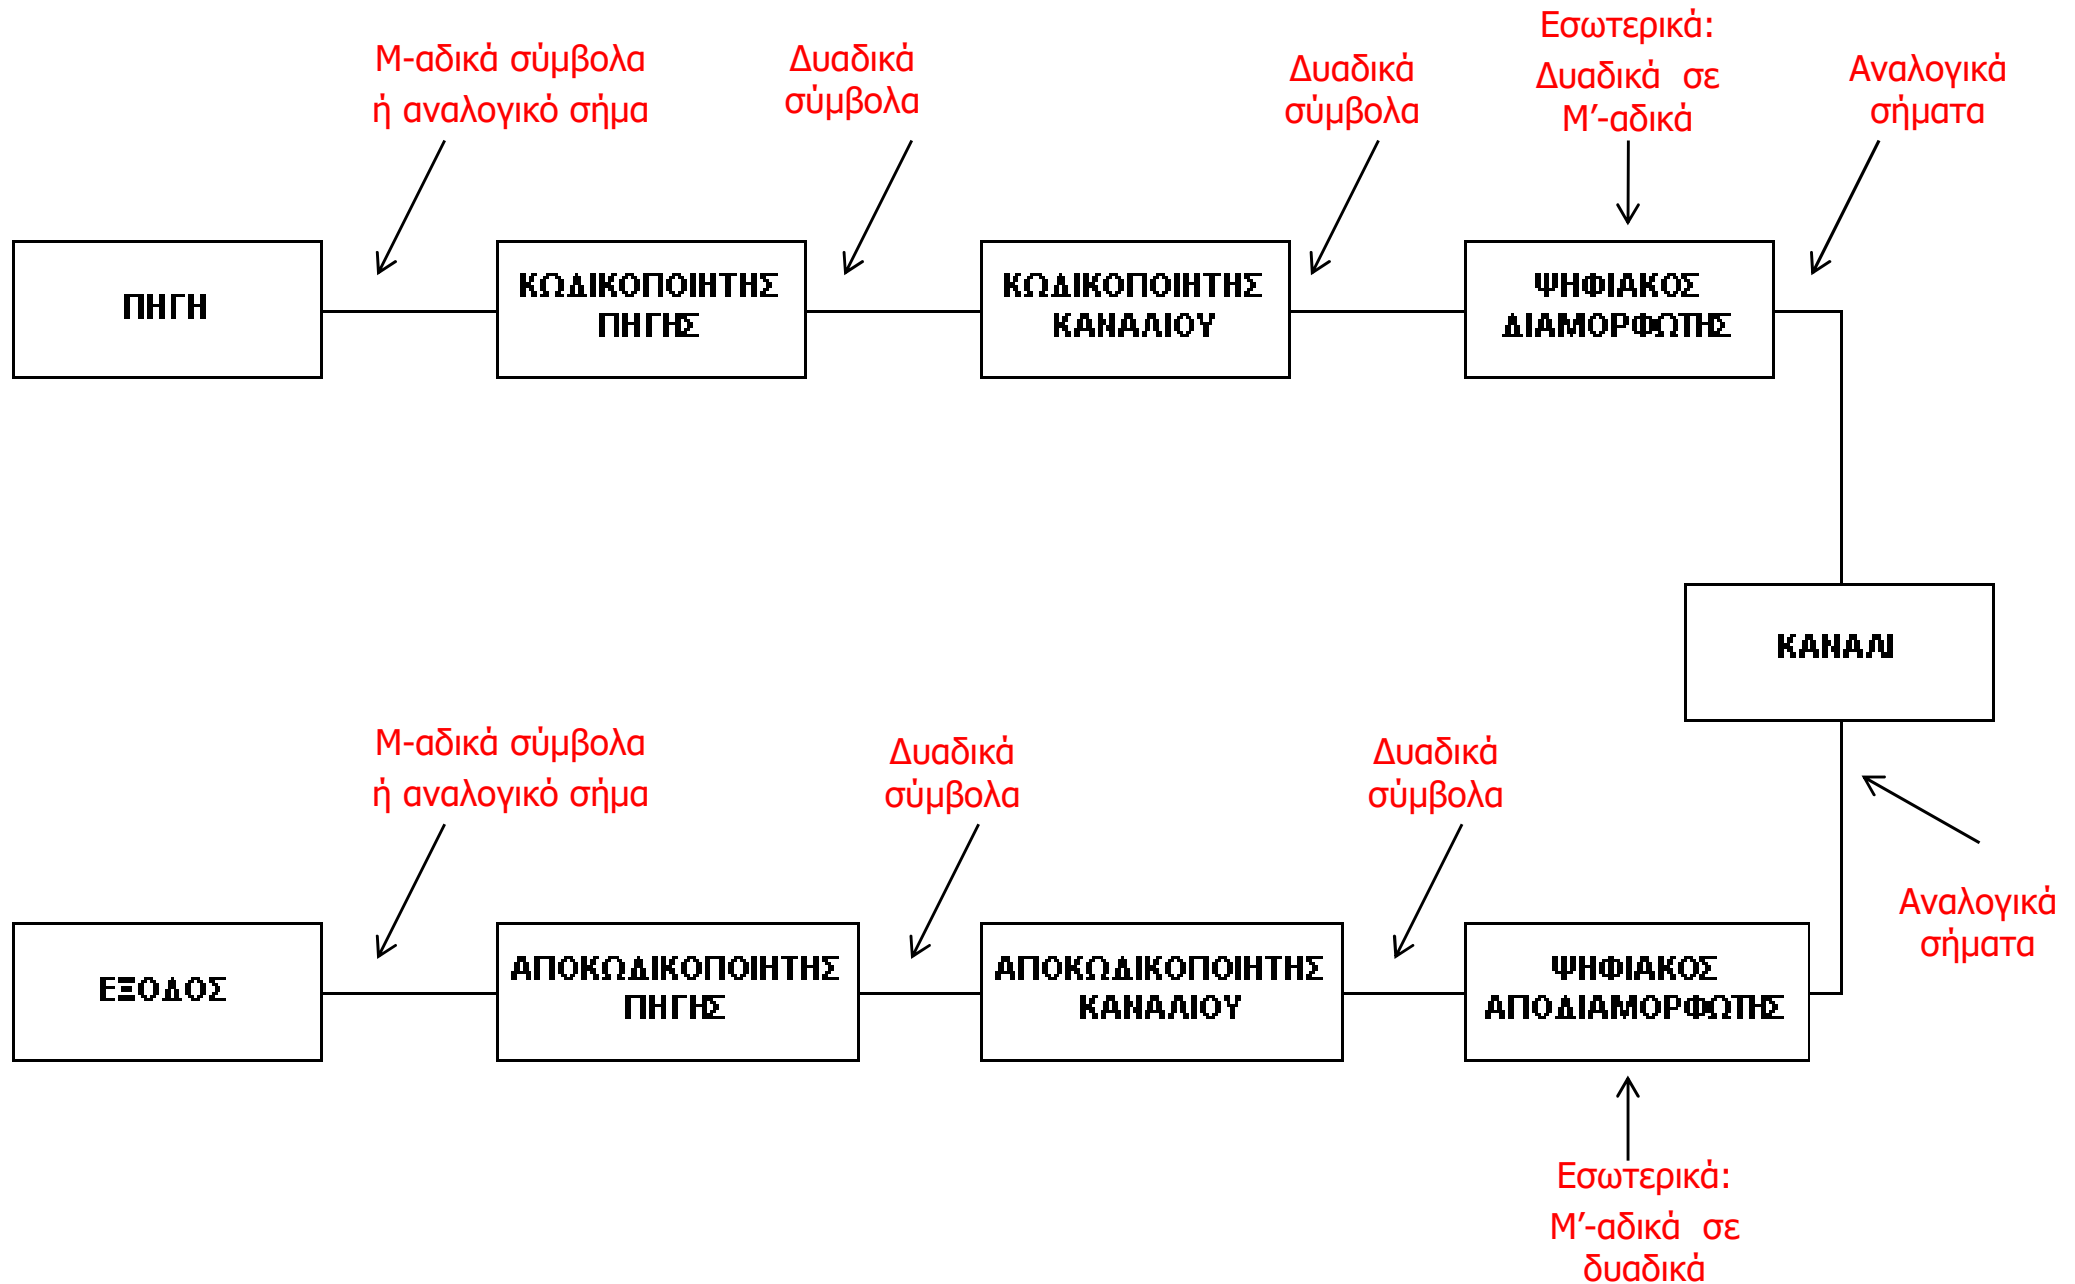 Μ-αδικά σύμβολα
ή αναλογικό σήμα
Δυαδικά
σύμβολα
Δυαδικά
σύμβολα
Εσωτερικά:
Δυαδικά σε
Μ’-αδικά
Αναλογικά
σήματα
ΠΗΓΗ
ΚΩΔΙΚΟΠΟΙΗΤΗΣ
ΠΗΓΗΣ
ΚΩΔΙΚΟΠΟΙΗΤΗΣ
ΚΑΝΑΛΙΟΥ
ΨΗΦΙΑΚΟΣ
ΔΙΑΜΟΡΦΩΤΗΣ
ΚΑΝΑΛΙ
Μ-αδικά σύμβολα
ή αναλογικό σήμα
Δυαδικά
σύμβολα
Δυαδικά
σύμβολα
Αναλογικά
σήματα
ΕΞΟΔΟΣ
ΑΠΟΚΩΔΙΚΟΠΟΙΗΤΗΣ
ΠΗΓΗΣ
ΑΠΟΚΩΔΙΚΟΠΟΙΗΤΗΣ
ΚΑΝΑΛΙΟΥ
ΨΗΦΙΑΚΟΣ
ΑΠΟΔΙΑΜΟΡΦΩΤΗΣ
Εσωτερικά:
Μ’-αδικά σε
δυαδικά